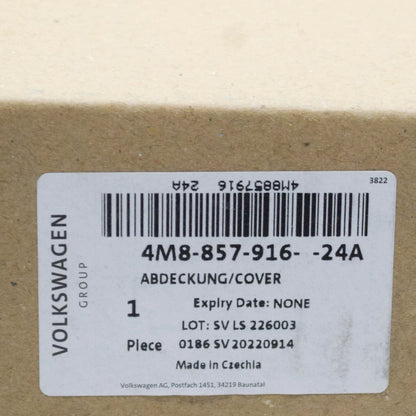 3822
4M8857916 24A
VOLKSWAGEN
GROUP
4M8-857-916- -24A
ABDECKUNG/COVER
1 Expiry Date: NONE
LOT: SV LS 226003
Piece 0186 SV 20220914
Made in Czechia
Volkswagen AG, Postfach 1451, 34219 Baunatal